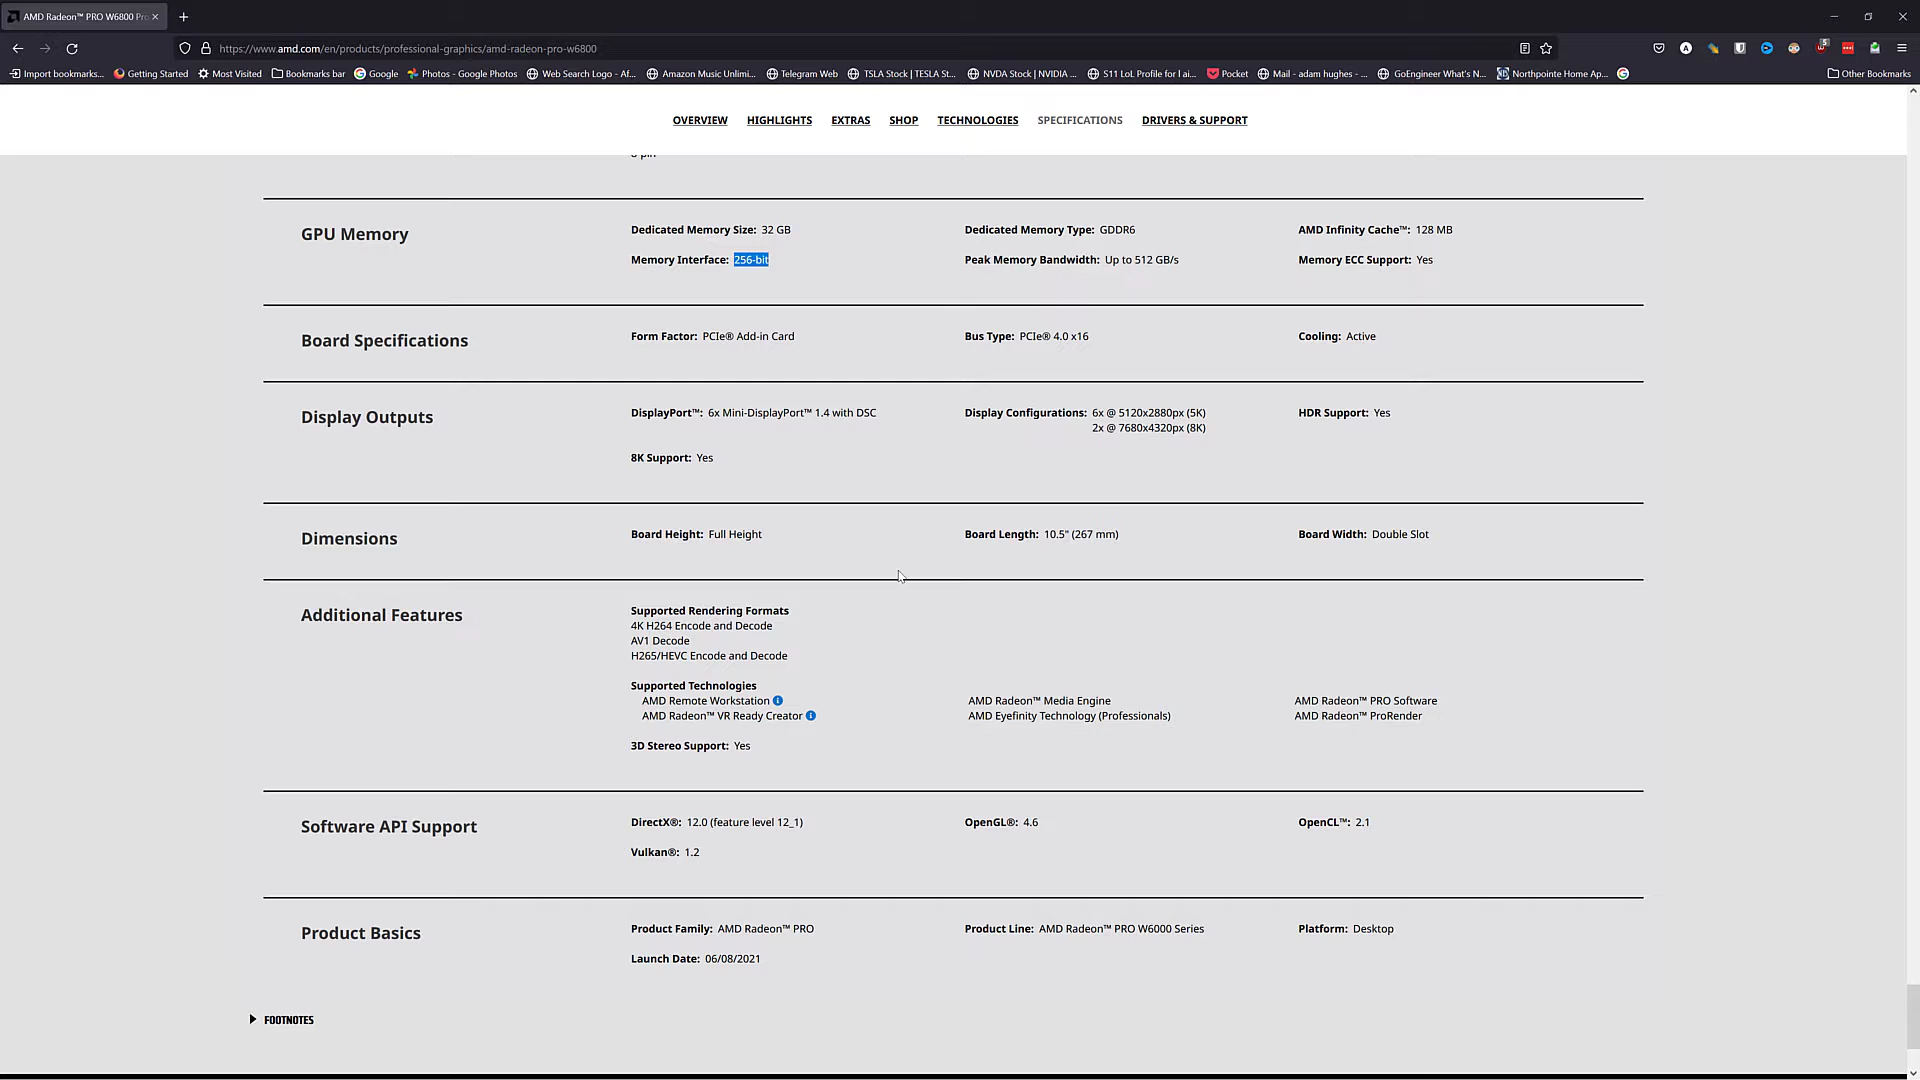 AMD Radeon™ PRO W6800 Pro
https://www.amd.com/en/products/professional-graphics/amd-radeon-pro-w6800
Import bookmarks... Getting Started Most Visited Bookmarks bar Google Photos - Google Photos Web Search Logo - Af... Amazon Music Unlimi... Telegram Web TSLA Stock | TESLA St... NVDA Stock | NVIDIA ... S11 LoL Profile for I ai... Pocket Mail - adam hughes - ... GoEngineer What's N... Northpointe Home Ap... Other Bookmarks
OVERVIEW HIGHLIGHTS EXTRAS SHOP TECHNOLOGIES SPECIFICATIONS DRIVERS & SUPPORT
GPU Memory
Dedicated Memory Size: 32 GB Dedicated Memory Type: GDDR6 AMD Infinity Cache™: 128 MB
Memory Interface: 256-bit Peak Memory Bandwidth: Up to 512 GB/s Memory ECC Support: Yes
Board Specifications
Form Factor: PCIe® Add-in Card Bus Type: PCIe® 4.0 x16 Cooling: Active
Display Outputs
DisplayPort™: 6x Mini-DisplayPort™ 1.4 with DSC Display Configurations: 6x @ 5120x2880px (5K) HDR Support: Yes
2x @ 7680x4320px (8K)
8K Support: Yes
Dimensions
Board Height: Full Height Board Length: 10.5" (267 mm) Board Width: Double Slot
Additional Features
Supported Rendering Formats
4K H264 Encode and Decode
AV1 Decode
H265/HEVC Encode and Decode
Supported Technologies
AMD Remote Workstation AMD Radeon™ Media Engine AMD Radeon™ PRO Software
AMD Radeon™ VR Ready Creator AMD Eyefinity Technology (Professionals) AMD Radeon™ ProRender
3D Stereo Support: Yes
Software API Support
DirectX®: 12.0 (feature level 12_1) OpenGL®: 4.6 OpenCL™: 2.1
Vulkan®: 1.2
Product Basics
Product Family: AMD Radeon™ PRO Product Line: AMD Radeon™ PRO W6000 Series Platform: Desktop
Launch Date: 06/08/2021
FOOTNOTES